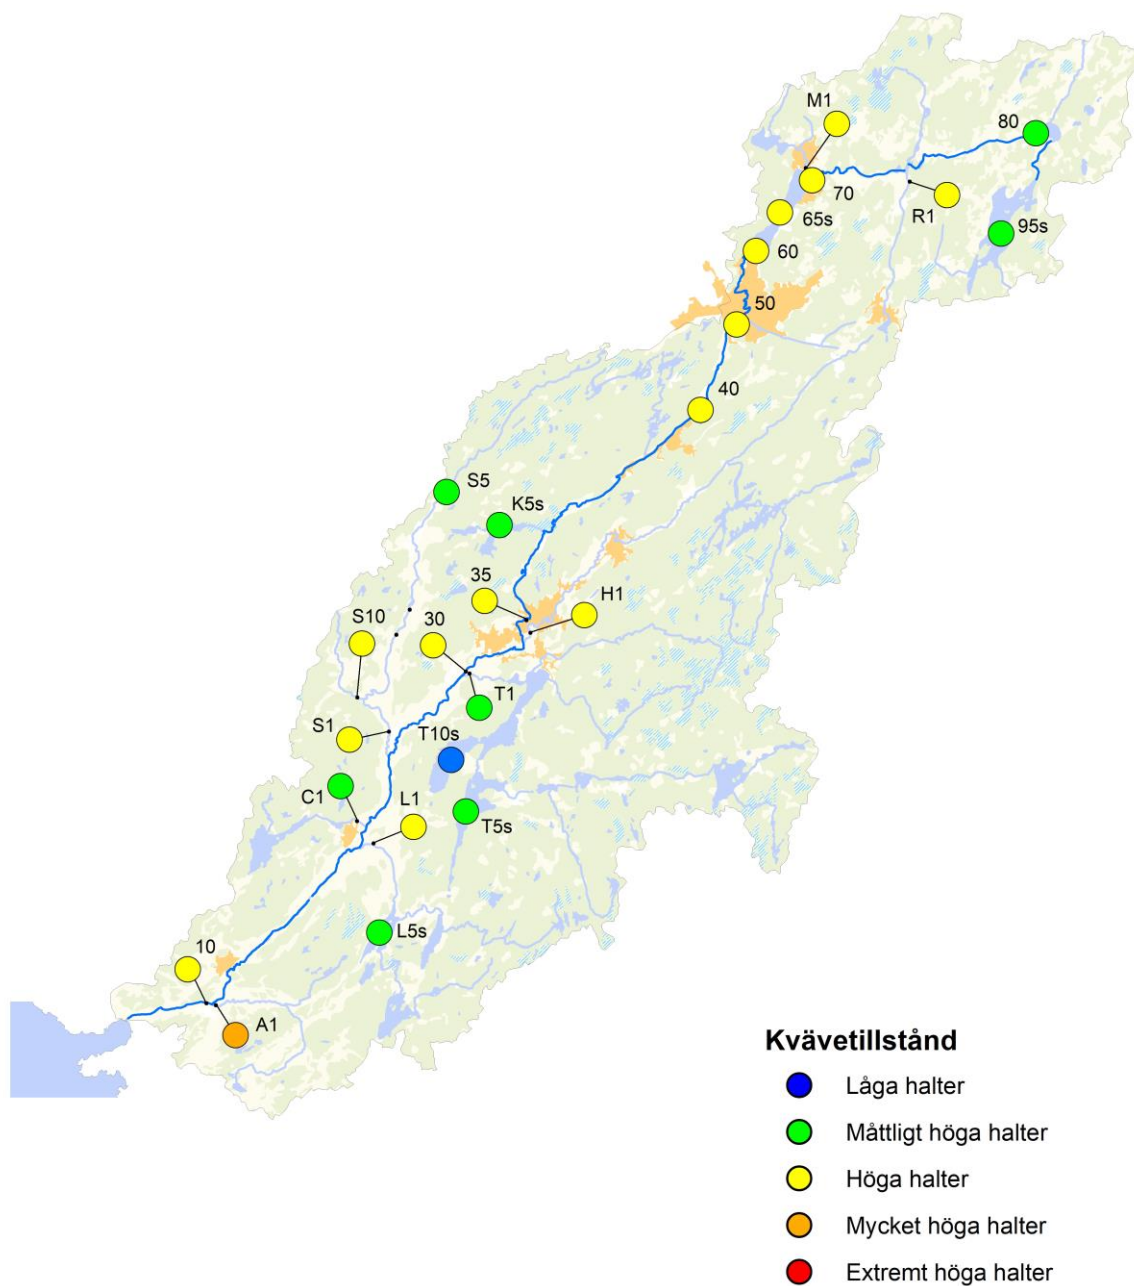 M1
80
70
R1
65s
95s
60
50
40
S5
K5s
35
H1
S10
30
T1
S1
T10s
C1
L1
T5s
L5s
10
A1
Kvävetillstånd
Låga halter
Måttligt höga halter
Höga halter
Mycket höga halter
Extremt höga halter